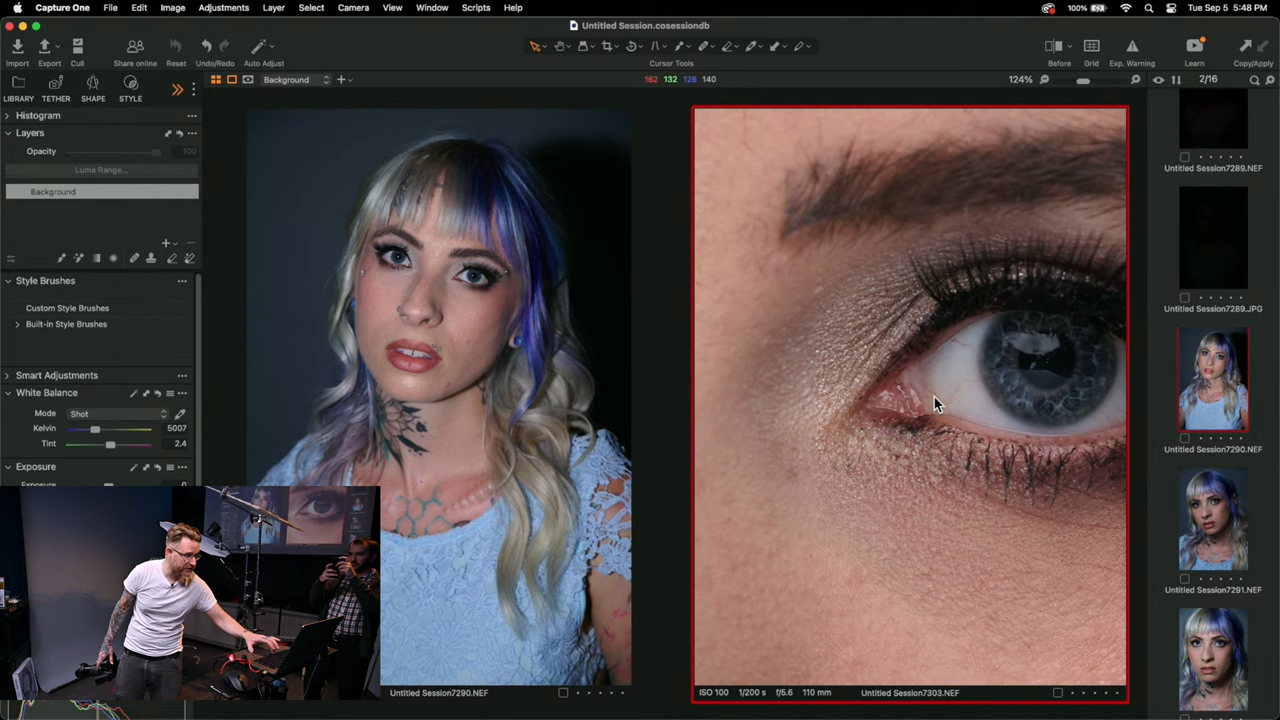 Capture One File Edit Image Adjustments Layer Select Camera View Window Scripts Help 100% Tue Sep 5 5:48 PM
Untitled Session.cosessiondb
Import Export Cull Share online Reset Undo/Redo Auto Adjust Cursor Tools Before Grid Exp. Warning Learn Copy/Apply
LIBRARY TETHER SHAPE STYLE
Background 162 132 126 140 124% 2/16
Histogram
Layers
Opacity 100
Luma Range...
Background
Style Brushes
Custom Style Brushes
Built-in Style Brushes
Smart Adjustments
White Balance
Mode Shot
Kelvin 5007
Tint 2.4
Exposure
Exposure 0
Untitled Session7290.NEF
ISO 100 1/200 s f/5.6 110 mm Untitled Session7303.NEF
Untitled Session7289.NEF
Untitled Session7289.JPG
Untitled Session7290.NEF
Untitled Session7291.NEF